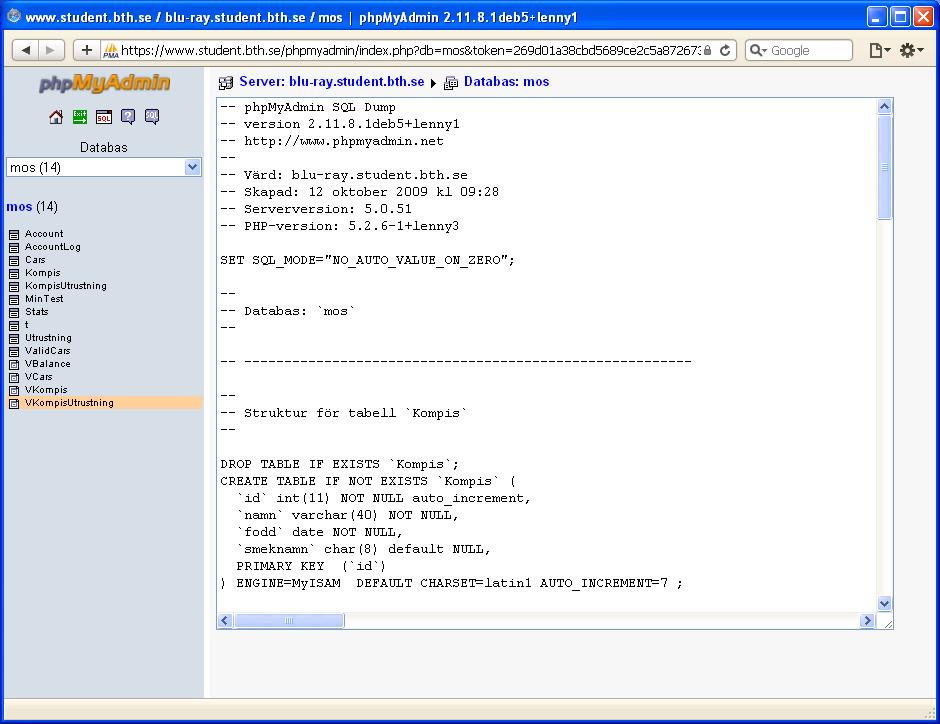 www.student.bth.se / blu-ray.student.bth.se / mos | phpMyAdmin 2.11.8.1deb5+lenny1
https://www.student.bth.se/phpmyadmin/index.php?db=mos&token=269d01a38cbd5689ce2c5a872673
Google
phpMyAdmin
Databas
mos (14)
mos (14)
Account
AccountLog
Cars
Kompis
KompisUtrustning
MinTest
Stats
t
Utrustning
ValidCars
VBalance
VCars
VKompis
VKompisUtrustning
Server: blu-ray.student.bth.se Databas: mos
-- phpMyAdmin SQL Dump
-- version 2.11.8.1deb5+lenny1
-- http://www.phpmyadmin.net
--
-- Värd: blu-ray.student.bth.se
-- Skapad: 12 oktober 2009 kl 09:28
-- Serverversion: 5.0.51
-- PHP-version: 5.2.6-1+lenny3
SET SQL_MODE="NO_AUTO_VALUE_ON_ZERO";
--
-- Databas: `mos`
--
-- --------------------------------------------------------
--
-- Struktur för tabell `Kompis`
--
DROP TABLE IF EXISTS `Kompis`;
CREATE TABLE IF NOT EXISTS `Kompis` (
`id` int(11) NOT NULL auto_increment,
`namn` varchar(40) NOT NULL,
`fodd` date NOT NULL,
`smeknamn` char(8) default NULL,
PRIMARY KEY (`id`)
) ENGINE=MyISAM DEFAULT CHARSET=latin1 AUTO_INCREMENT=7 ;